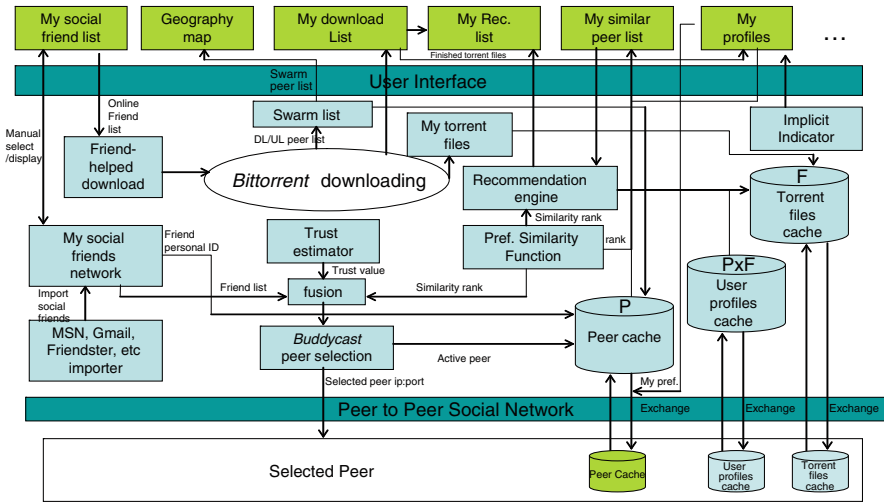 My social
friend list
Geography
map
My download
List
My Rec.
list
My similar
peer list
My
profiles
...
Finished torrent files
User Interface
Swarm
peer list
Manual
select
/display
Online
Friend
list
Swarm list
DL/UL peer list
My torrent
files
Implicit
Indicator
Friend-
helped
download
Bittorrent downloading
Recommendation
engine
F
Torrent
files
cache
Similarity rank
My social
friends
network
Friend
personal ID
Trust
estimator
Pref. Similarity
Function
rank
Trust value
PxF
User
profiles
cache
Import
social
friends
Friend list
fusion
Similarity rank
P
Peer cache
MSN, Gmail,
Friendster, etc
importer
Buddycast
peer selection
Active peer
Selected peer ip:port
My pref.
Peer to Peer Social Network
Exchange
Exchange
Exchange
Selected Peer
Peer Cache
User
profiles
cache
Torrent
files
cache